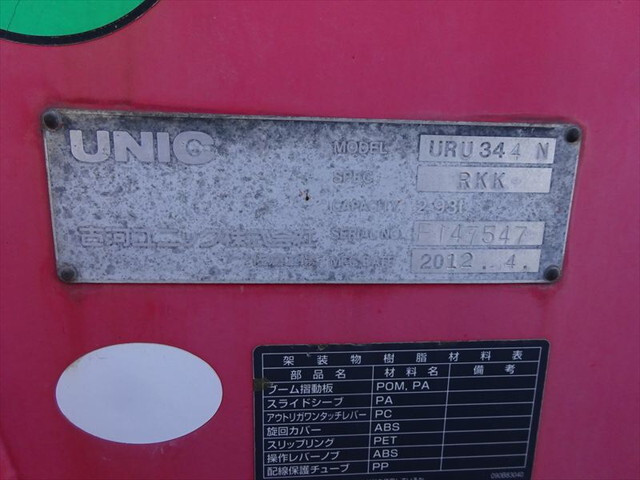 UNIC
MODEL URU344 N
SPEC. RKK
CAPACITY 2.93t
古河ユニック株式会社
SERIAL NO. E147547
MFG.DATE 2012.4.
架装物樹脂材料表
部品名 材料名 備考
ブーム摺動板 POM, PA
スライドシーブ PA
アウトリガワンタッチレバー PC
旋回カバー ABS
スリップリング PET
操作レバーノブ ABS
配線保護チューブ PP